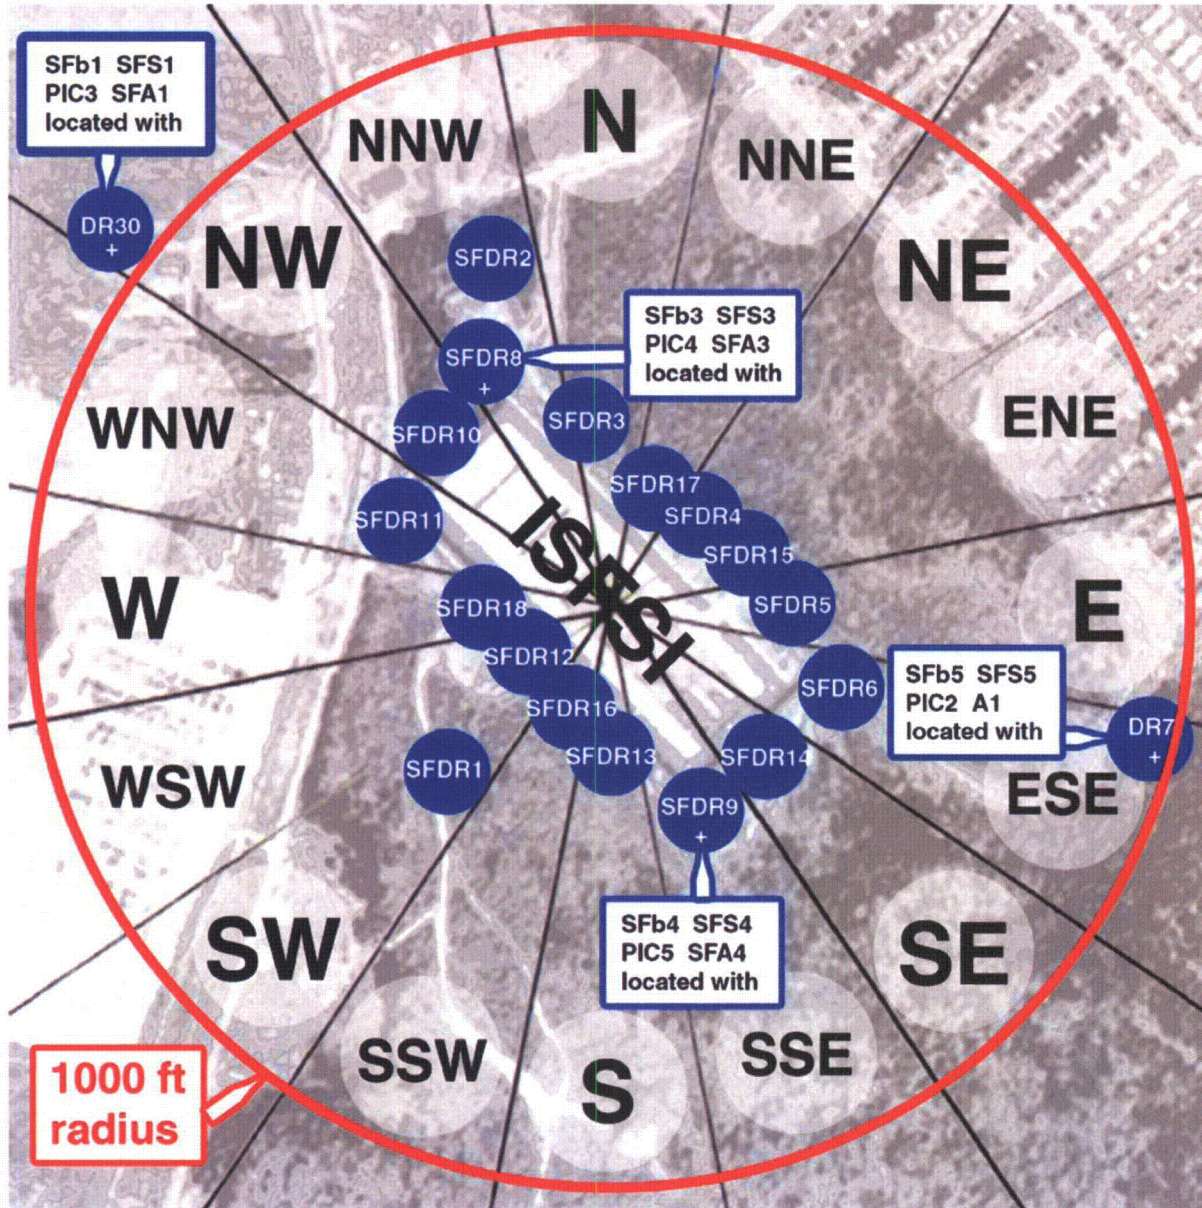 SFb1 SFS1
PIC3 SFA1
located with
DR30
+
N
NNW
NNE
NW
NE
SFDR2
SFb3 SFS3
PIC4 SFA3
located with
SFDR8
+
SFDR3
WNW
ENE
SFDR10
SFDR17
SFDR11
SFDR4
SFDR15
ISFSI
W
SFDR18
SFDR5
E
SFDR12
SFDR6
SFb5 SFS5
PIC2 A1
located with
DR7
+
SFDR16
SFDR13
SFDR14
SFDR1
WSW
ESE
SFDR9
+
SFb4 SFS4
PIC5 SFA4
located with
SW
SE
SSW
SSE
S
1000 ft
radius